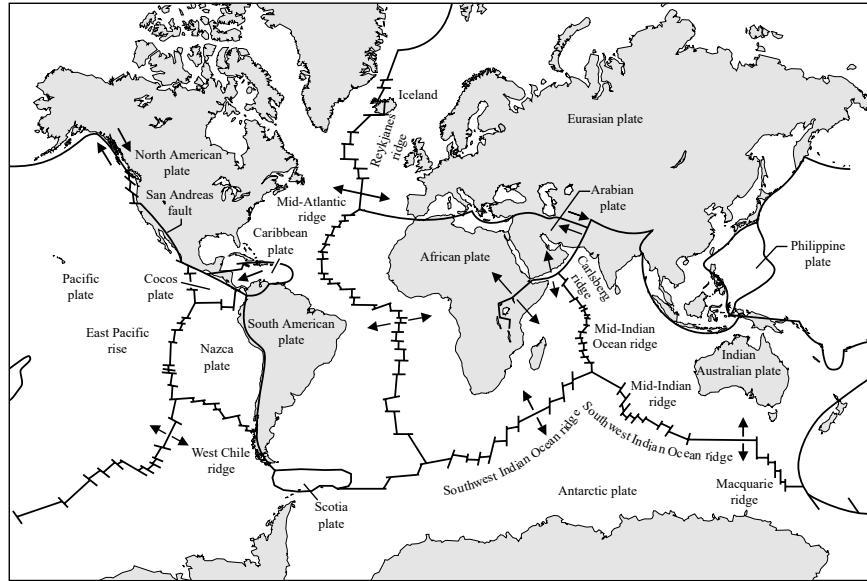 Iceland
Reykjanes
ridge
Eurasian plate
North American
plate
San Andreas
fault
Mid-Atlantic
ridge
Arabian
plate
Caribbean
plate
African plate
Philippine
plate
Carlsberg
ridge
Pacific
plate
Cocos
plate
East Pacific
rise
South American
plate
Mid-Indian
Ocean ridge
Nazca
plate
Indian
Australian plate
Mid-Indian
ridge
West Chile
ridge
Southwest Indian Ocean ridge
Southwest Indian Ocean ridge
Macquarie
ridge
Antarctic plate
Scotia
plate